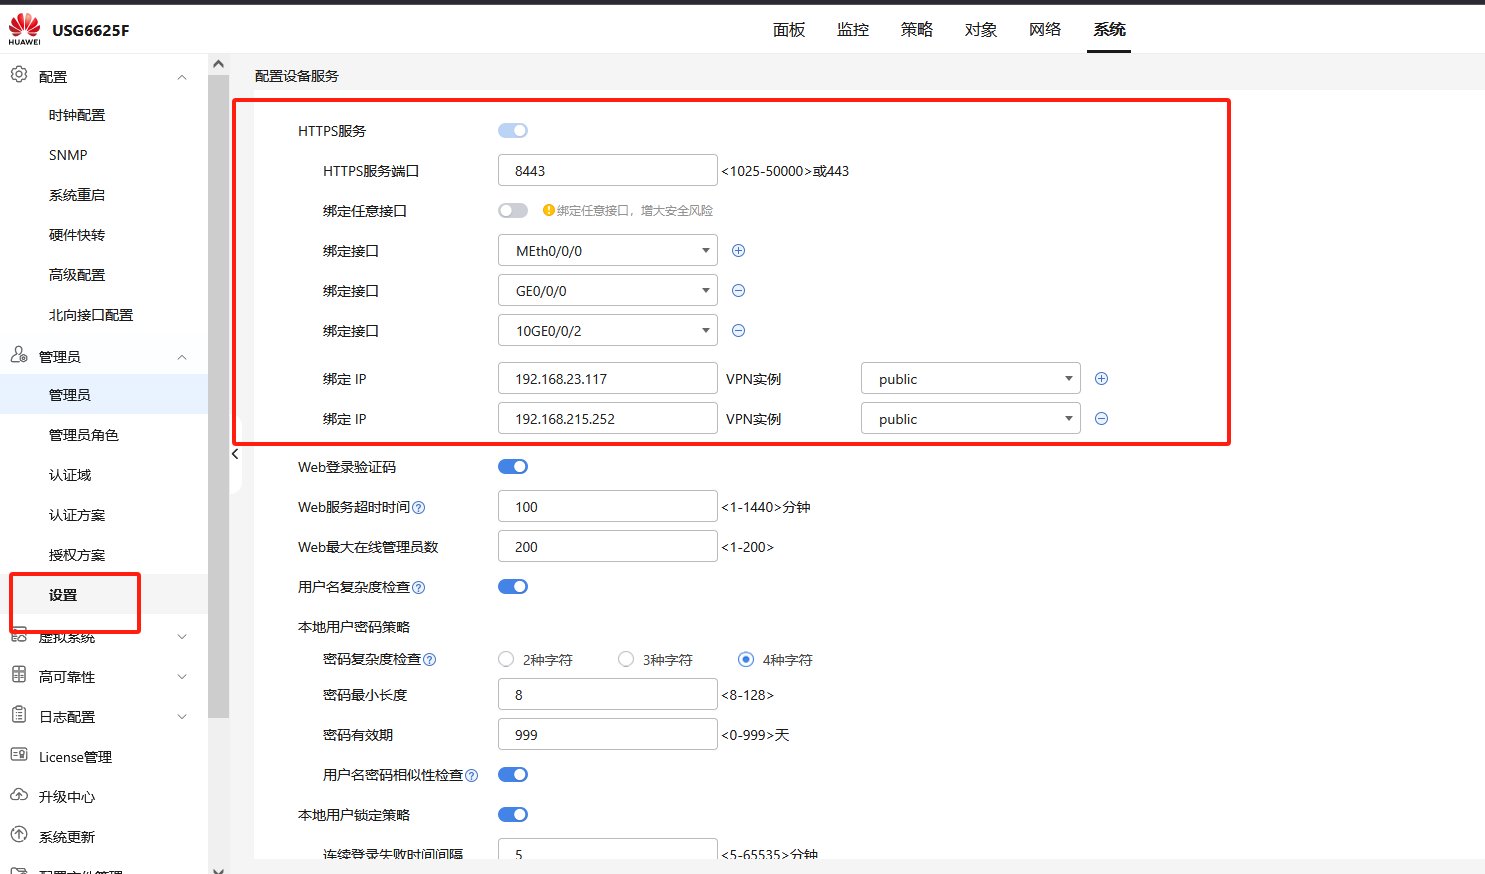 HUAWEI
USG6625F
面板 监控 策略 对象 网络 系统
配置
时钟配置
SNMP
系统重启
硬件快转
高级配置
北向接口配置
管理员
管理员
管理员角色
认证域
认证方案
授权方案
设置
虚拟系统
高可靠性
日志配置
License管理
升级中心
系统更新
配置文件管理
配置设备服务
HTTPS服务
HTTPS服务端口 8443 <1025-50000>或443
绑定任意接口 绑定任意接口，增大安全风险
绑定接口 MEth0/0/0
绑定接口 GE0/0/0
绑定接口 10GE0/0/2
绑定 IP 192.168.23.117 VPN实例 public
绑定 IP 192.168.215.252 VPN实例 public
Web登录验证码
Web服务超时时间 100 <1-1440>分钟
Web最大在线管理员数 200 <1-200>
用户名复杂度检查
本地用户密码策略
密码复杂度检查 2种字符 3种字符 4种字符
密码最小长度 8 <8-128>
密码有效期 999 <0-999>天
用户名密码相似性检查
本地用户锁定策略
连续登录失败时间间隔 5 <5-65535>分钟